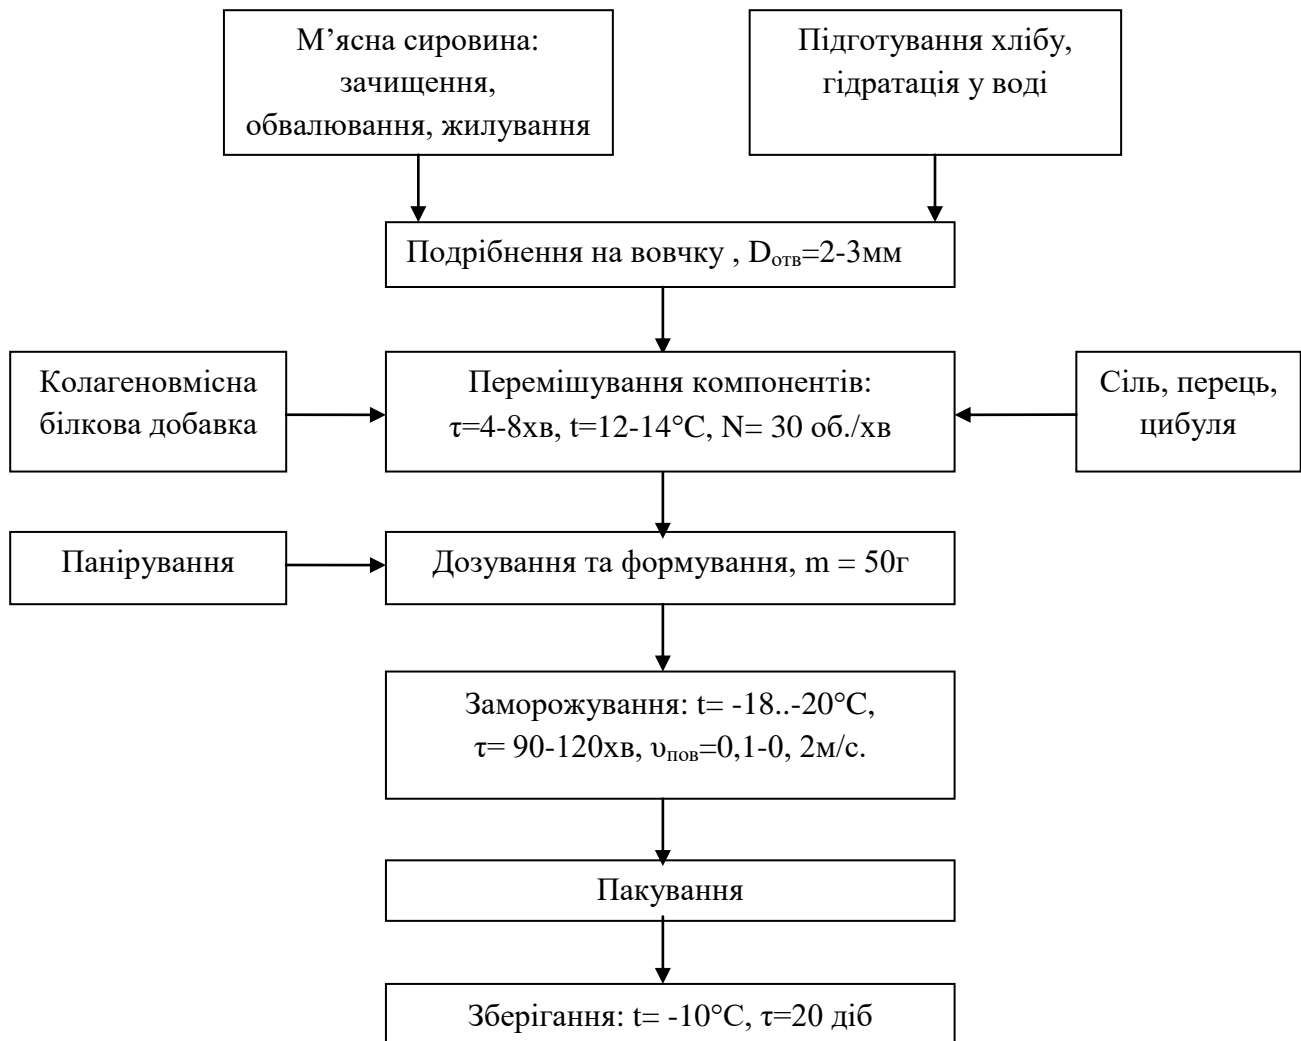 М’ясна сировина:
зачищення,
обвалювання, жилування
Підготування хлібу,
гідратація у воді
Подрібнення на вовчку , Dотв=2-3мм
Колагеновмісна
білкова добавка
Перемішування компонентів:
τ=4-8хв, t=12-14°С, N= 30 об./хв
Сіль, перець,
цибуля
Панірування
Дозування та формування, m = 50г
Заморожування: t= -18..-20°С,
τ= 90-120хв, υпов=0,1-0, 2м/с.
Пакування
Зберігання: t= -10°С, τ=20 діб